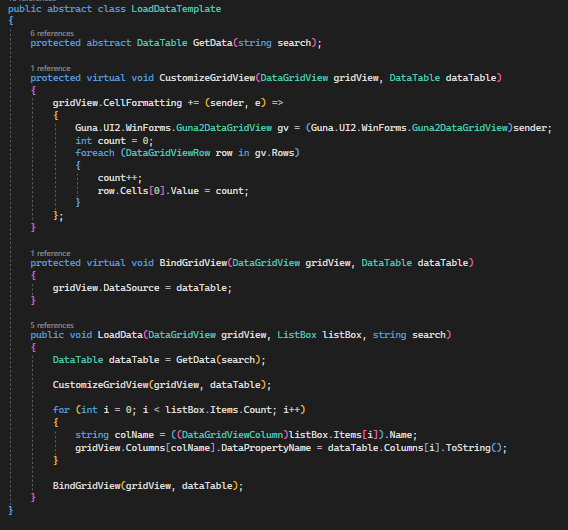 public abstract class LoadDataTemplate
{
6 references
protected abstract DataTable GetData(string search);
1 reference
protected virtual void CustomizeGridView(DataGridView gridView, DataTable dataTable)
{
gridView.CellFormatting += (sender, e) =>
{
Guna.UI2.WinForms.Guna2DataGridView gv = (Guna.UI2.WinForms.Guna2DataGridView)sender;
int count = 0;
foreach (DataGridViewRow row in gv.Rows)
{
count++;
row.Cells[0].Value = count;
}
};
}
1 reference
protected virtual void BindGridView(DataGridView gridView, DataTable dataTable)
{
gridView.DataSource = dataTable;
}
5 references
public void LoadData(DataGridView gridView, ListBox listBox, string search)
{
DataTable dataTable = GetData(search);
CustomizeGridView(gridView, dataTable);
for (int i = 0; i < listBox.Items.Count; i++)
{
string colName = ((DataGridViewColumn)listBox.Items[i]).Name;
gridView.Columns[colName].DataPropertyName = dataTable.Columns[i].ToString();
}
BindGridView(gridView, dataTable);
}
}